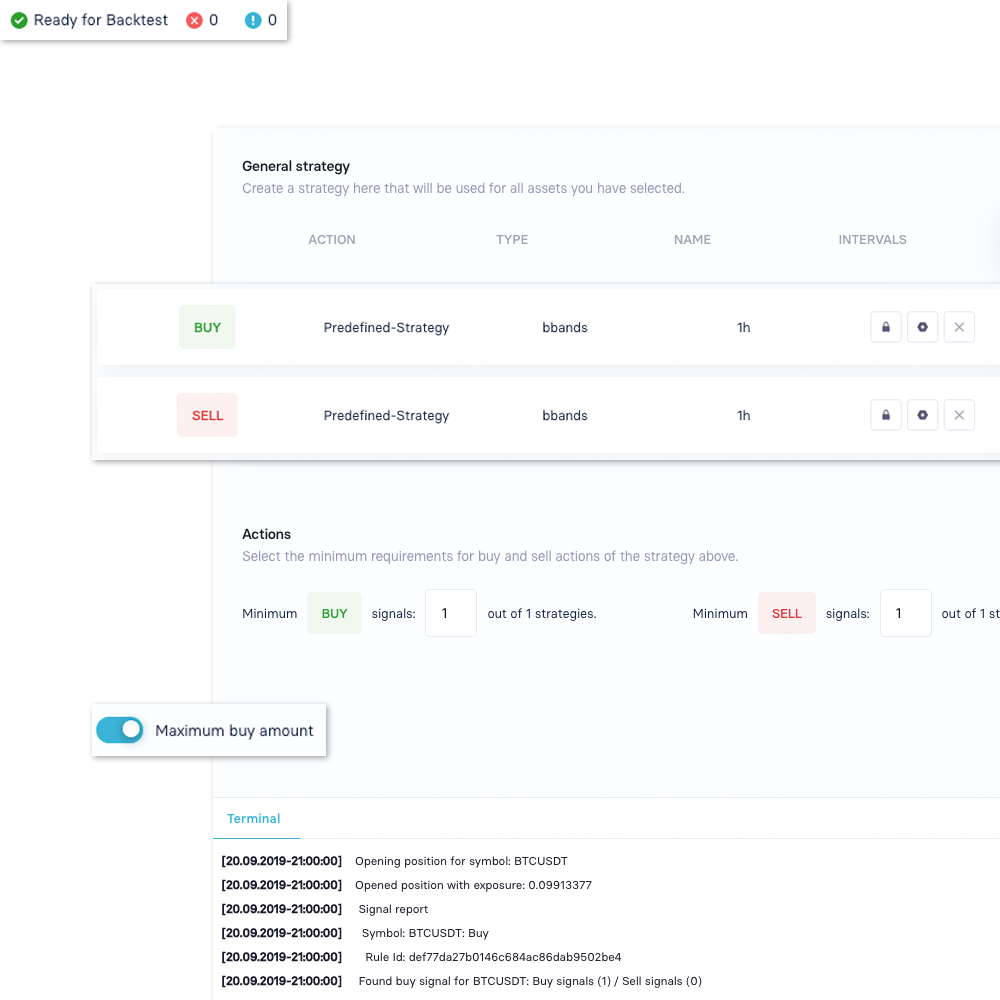 Ready for Backtest 0 0
General strategy
Create a strategy here that will be used for all assets you have selected.
ACTION TYPE NAME INTERVALS
BUY Predefined-Strategy bbands 1h
SELL Predefined-Strategy bbands 1h
Actions
Select the minimum requirements for buy and sell actions of the strategy above.
Minimum BUY signals: 1 out of 1 strategies. Minimum SELL signals: 1 out of 1 st
Maximum buy amount
Terminal
[20.09.2019-21:00:00] Opening position for symbol: BTCUSDT
[20.09.2019-21:00:00] Opened position with exposure: 0.09913377
[20.09.2019-21:00:00] Signal report
[20.09.2019-21:00:00] Symbol: BTCUSDT: Buy
[20.09.2019-21:00:00] Rule Id: def77da27b0146c684ac86dab9502be4
[20.09.2019-21:00:00] Found buy signal for BTCUSDT: Buy signals (1) / Sell signals (0)